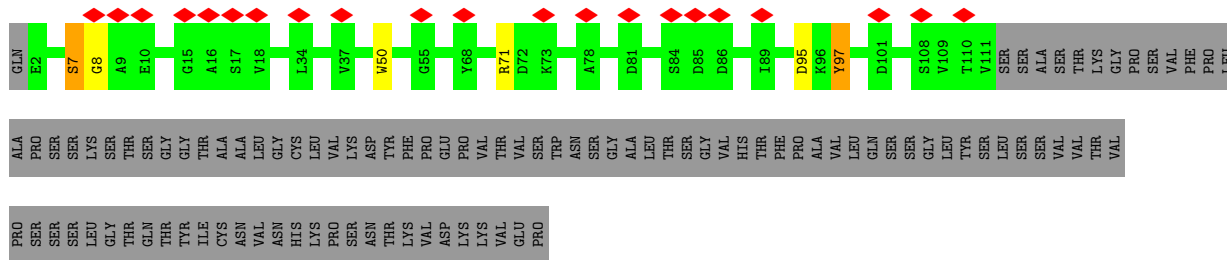 GLN E2 S7 G8 A9 E10 G15 A16 S17 V18 L34 V37 W50 G55 Y68 R71 D72 K73 A78 D81 S84 D85 D86 I89 D95 K96 Y97 D101 S108 V109 T110 V111 SER SER ALA SER THR LYS GLY PRO SER VAL PHE PRO LEU
ALA PRO SER SER LYS SER THR SER GLY GLY THR ALA ALA LEU GLY CYS LEU VAL LYS ASP TYR PHE PRO GLU PRO VAL THR VAL SER TRP ASN SER GLY ALA LEU THR SER GLY VAL HIS THR PHE PRO ALA VAL LEU GLN SER SER GLY LEU TYR SER LEU SER SER VAL VAL THR VAL
PRO SER SER SER LEU GLY THR GLN THR TYR ILE CYS ASN VAL ASN HIS LYS PRO SER ASN THR LYS VAL ASP LYS LYS VAL GLU PRO